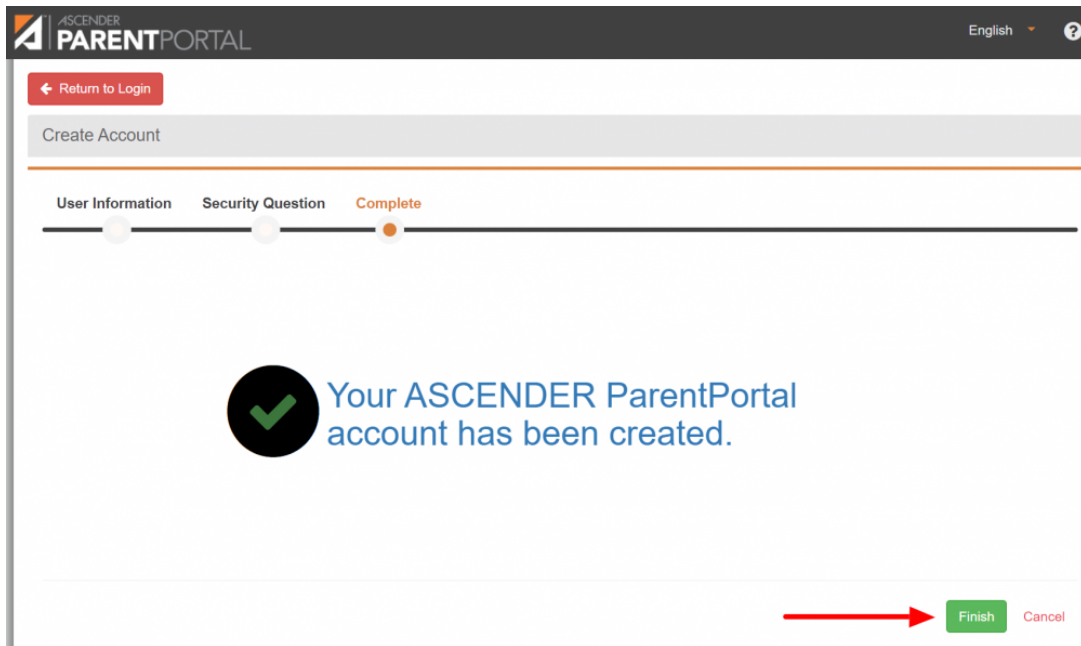 ASCENDER
PARENTPORTAL
English
Return to Login
Create Account
User Information Security Question Complete
Your ASCENDER ParentPortal
account has been created.
Finish Cancel